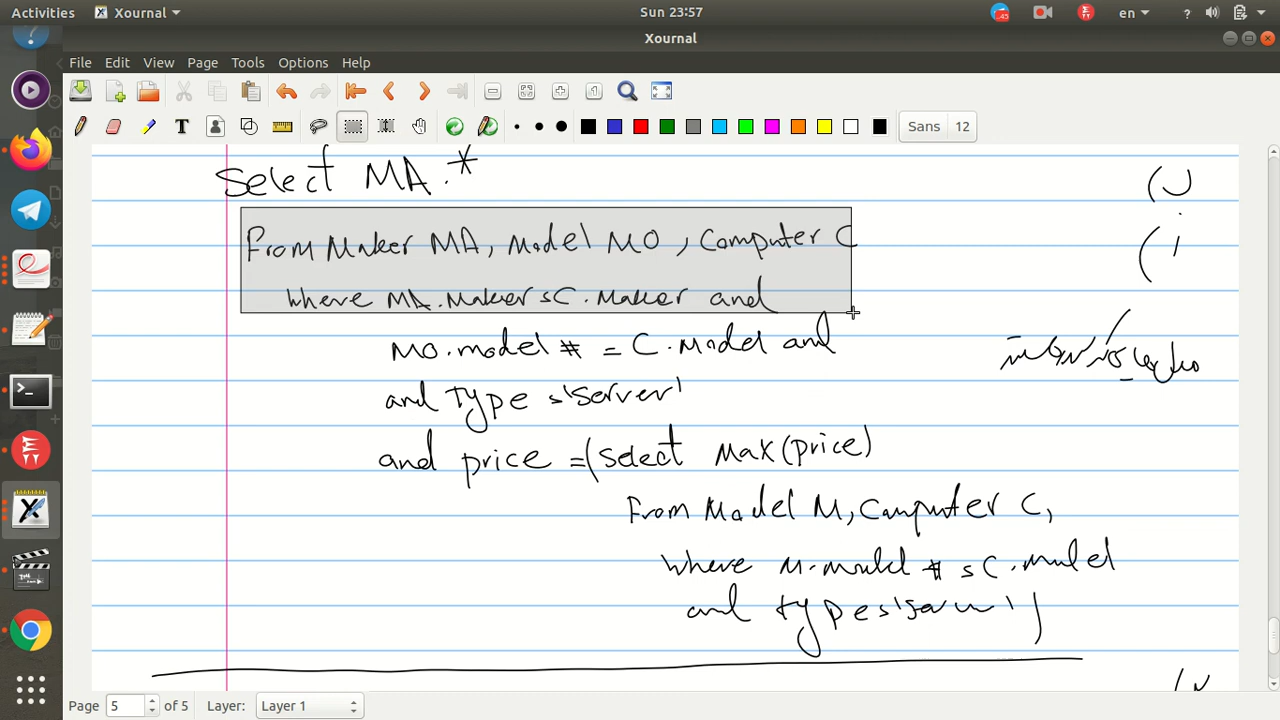 Activities Xournal Sun 23:57 en ?
Xournal
File Edit View Page Tools Options Help
Sans 12
Select MA.*
From Maker MA, Model MO, Computer C
where MA.Maker = C.Maker and
MO.model # = C.Model and
and type = 'server'
and price =(Select Max(price)
From Model M, Computer C,
where M.model # = C.model
and type = 'server')
Page 5 of 5 Layer: Layer 1